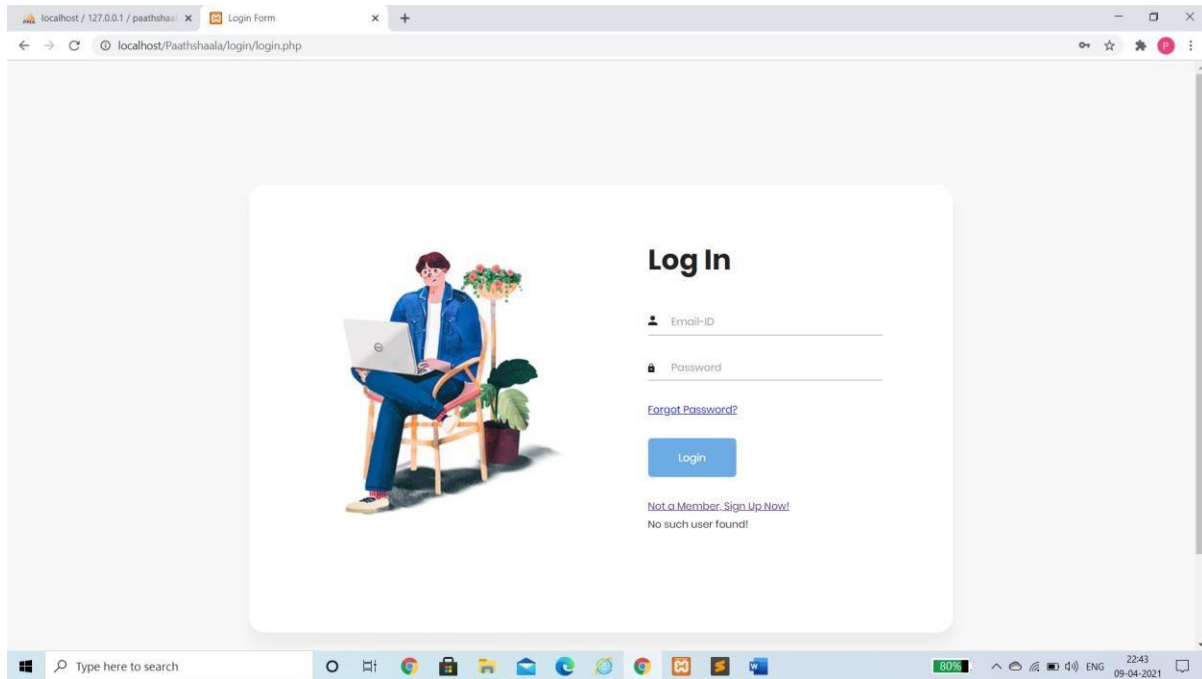 localhost / 127.0.0.1 / paathshaal
Login Form
localhost/Paathshaala/login/login.php
P
Log In
Email-ID
Password
Forgot Password?
Login
Not a Member, Sign Up Now!
No such user found!
Type here to search
80%
ENG
22:43
09-04-2021